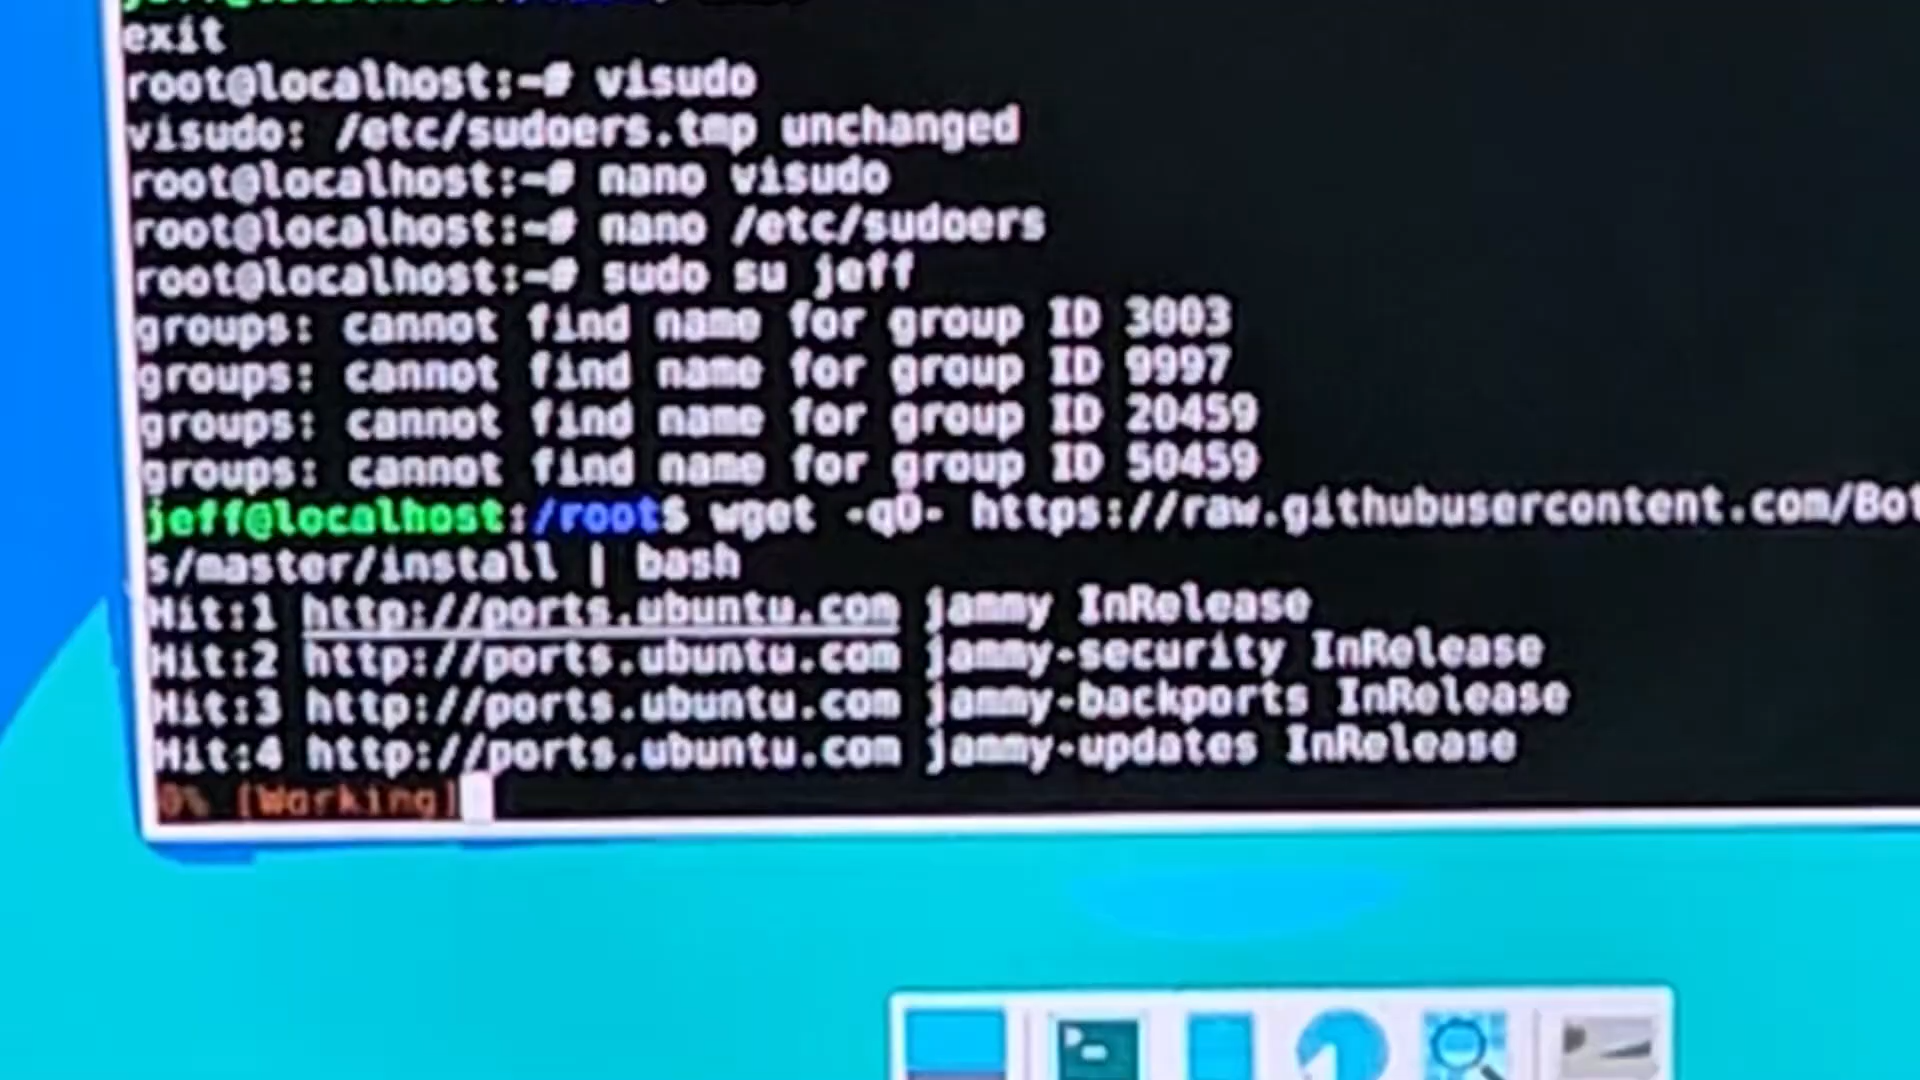 exit
root@localhost:~# visudo
visudo: /etc/sudoers.tmp unchanged
root@localhost:~# nano visudo
root@localhost:~# nano /etc/sudoers
root@localhost:~# sudo su jeff
groups: cannot find name for group ID 3003
groups: cannot find name for group ID 9997
groups: cannot find name for group ID 20459
groups: cannot find name for group ID 50459
jeff@localhost:/root$ wget -qO- https://raw.githubusercontent.com/Bot
s/master/install | bash
Hit:1 http://ports.ubuntu.com jammy InRelease
Hit:2 http://ports.ubuntu.com jammy-security InRelease
Hit:3 http://ports.ubuntu.com jammy-backports InRelease
Hit:4 http://ports.ubuntu.com jammy-updates InRelease
0% [Working]